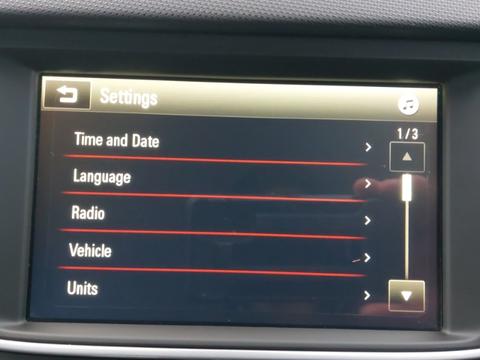 Settings
1/3
Time and Date
Language
Radio
Vehicle
Units